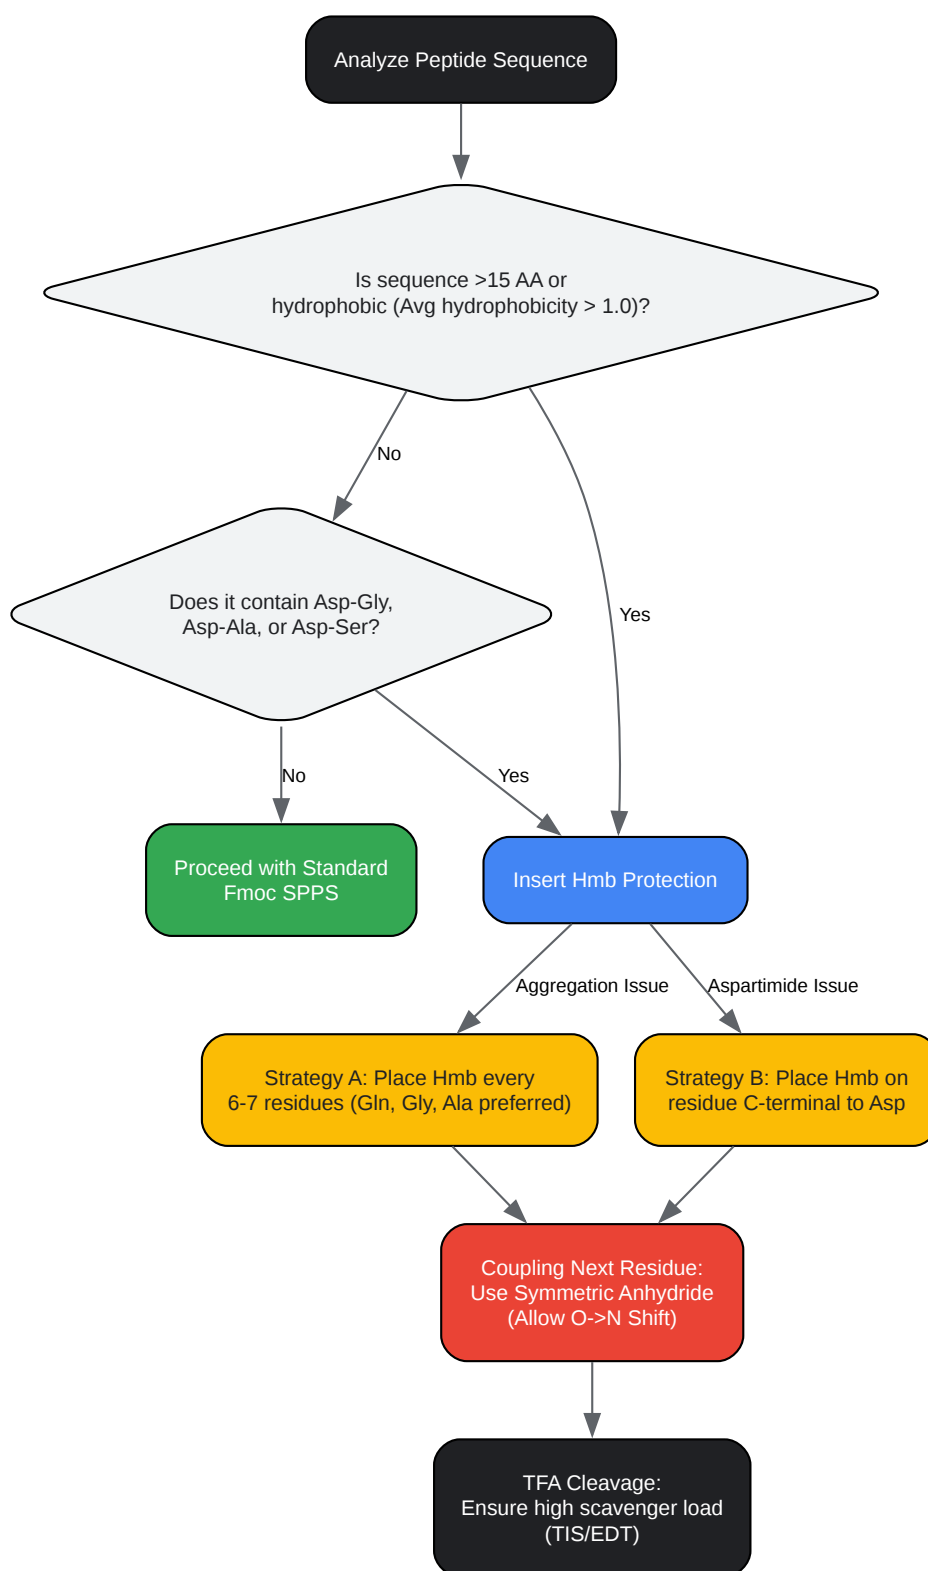 Analyze Peptide Sequence
Is sequence >15 AA or
hydrophobic (Avg hydrophobicity > 1.0)?
No
Yes
Does it contain Asp-Gly,
Asp-Ala, or Asp-Ser?
No
Yes
Proceed with Standard
Fmoc SPPS
Insert Hmb Protection
Aggregation Issue
Aspartimide Issue
Strategy A: Place Hmb every
6-7 residues (Gln, Gly, Ala preferred)
Strategy B: Place Hmb on
residue C-terminal to Asp
Coupling Next Residue:
Use Symmetric Anhydride
(Allow O->N Shift)
TFA Cleavage:
Ensure high scavenger load
(TIS/EDT)